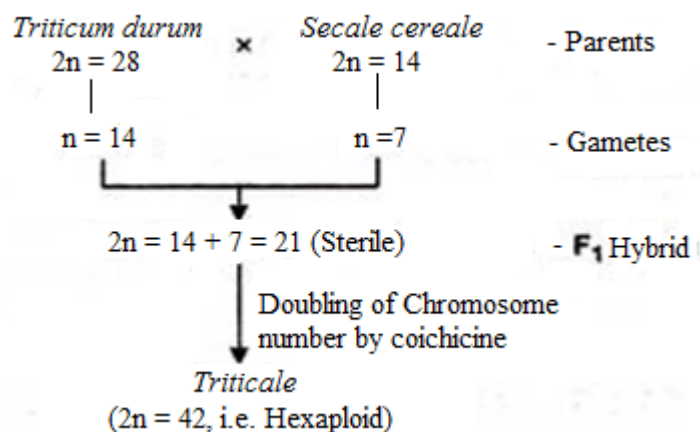 Triticum durum × Secale cereale - Parents
2n = 28 2n = 14
n = 14 n =7 - Gametes
2n = 14 + 7 = 21 (Sterile) - F₁ Hybrid
Doubling of Chromosome
number by coichicine
Triticale
(2n = 42, i.e. Hexaploid)